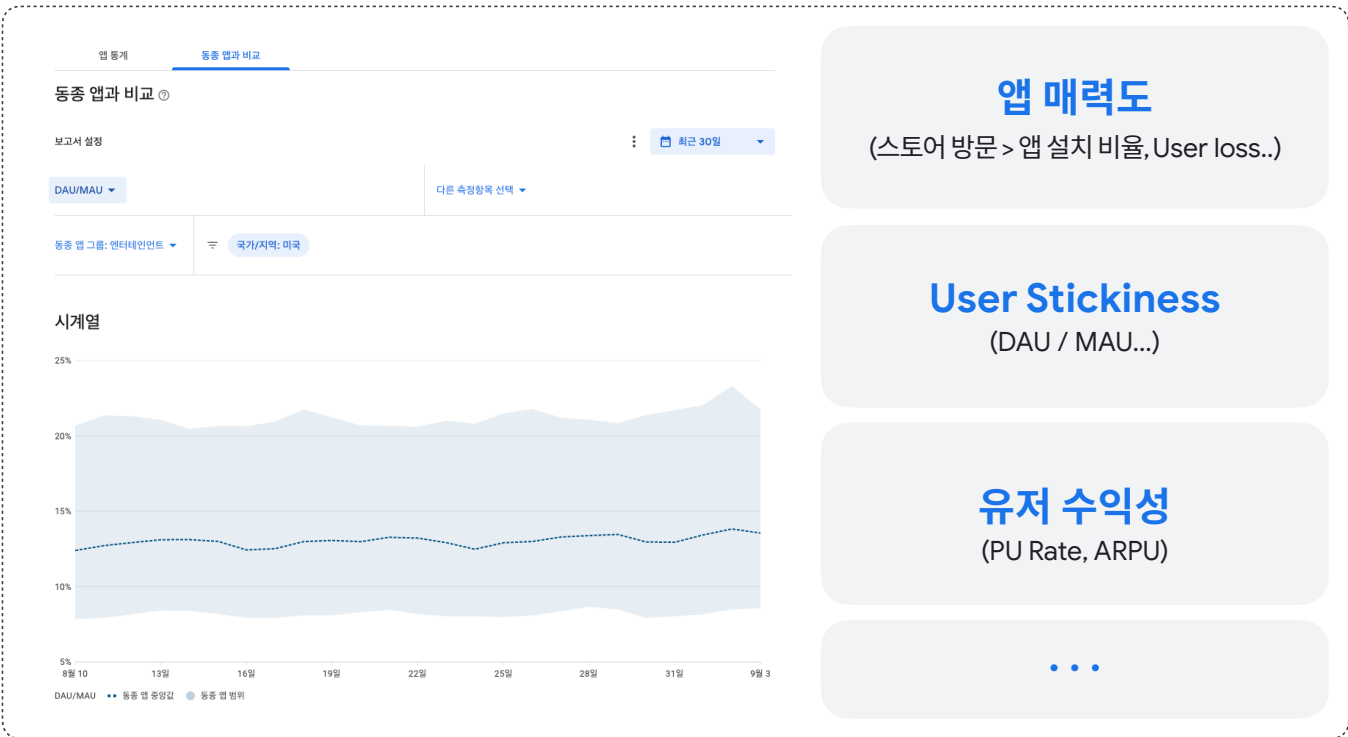 앱 통계
동종 앱과 비교
동종 앱과 비교
보고서 설정
최근 30일
DAU/MAU
다른 측정항목 선택
동종 앱 그룹: 엔터테인먼트
국가/지역: 미국
시계열
25%
20%
15%
10%
5%
8월 10 13일 16일 19일 22일 25일 28일 31일 9월 3
DAU/MAU 동종 앱 중앙값 동종 앱 범위
앱 매력도
(스토어 방문 > 앱 설치 비율, User loss..)
User Stickiness
(DAU / MAU...)
유저 수익성
(PU Rate, ARPU)
...